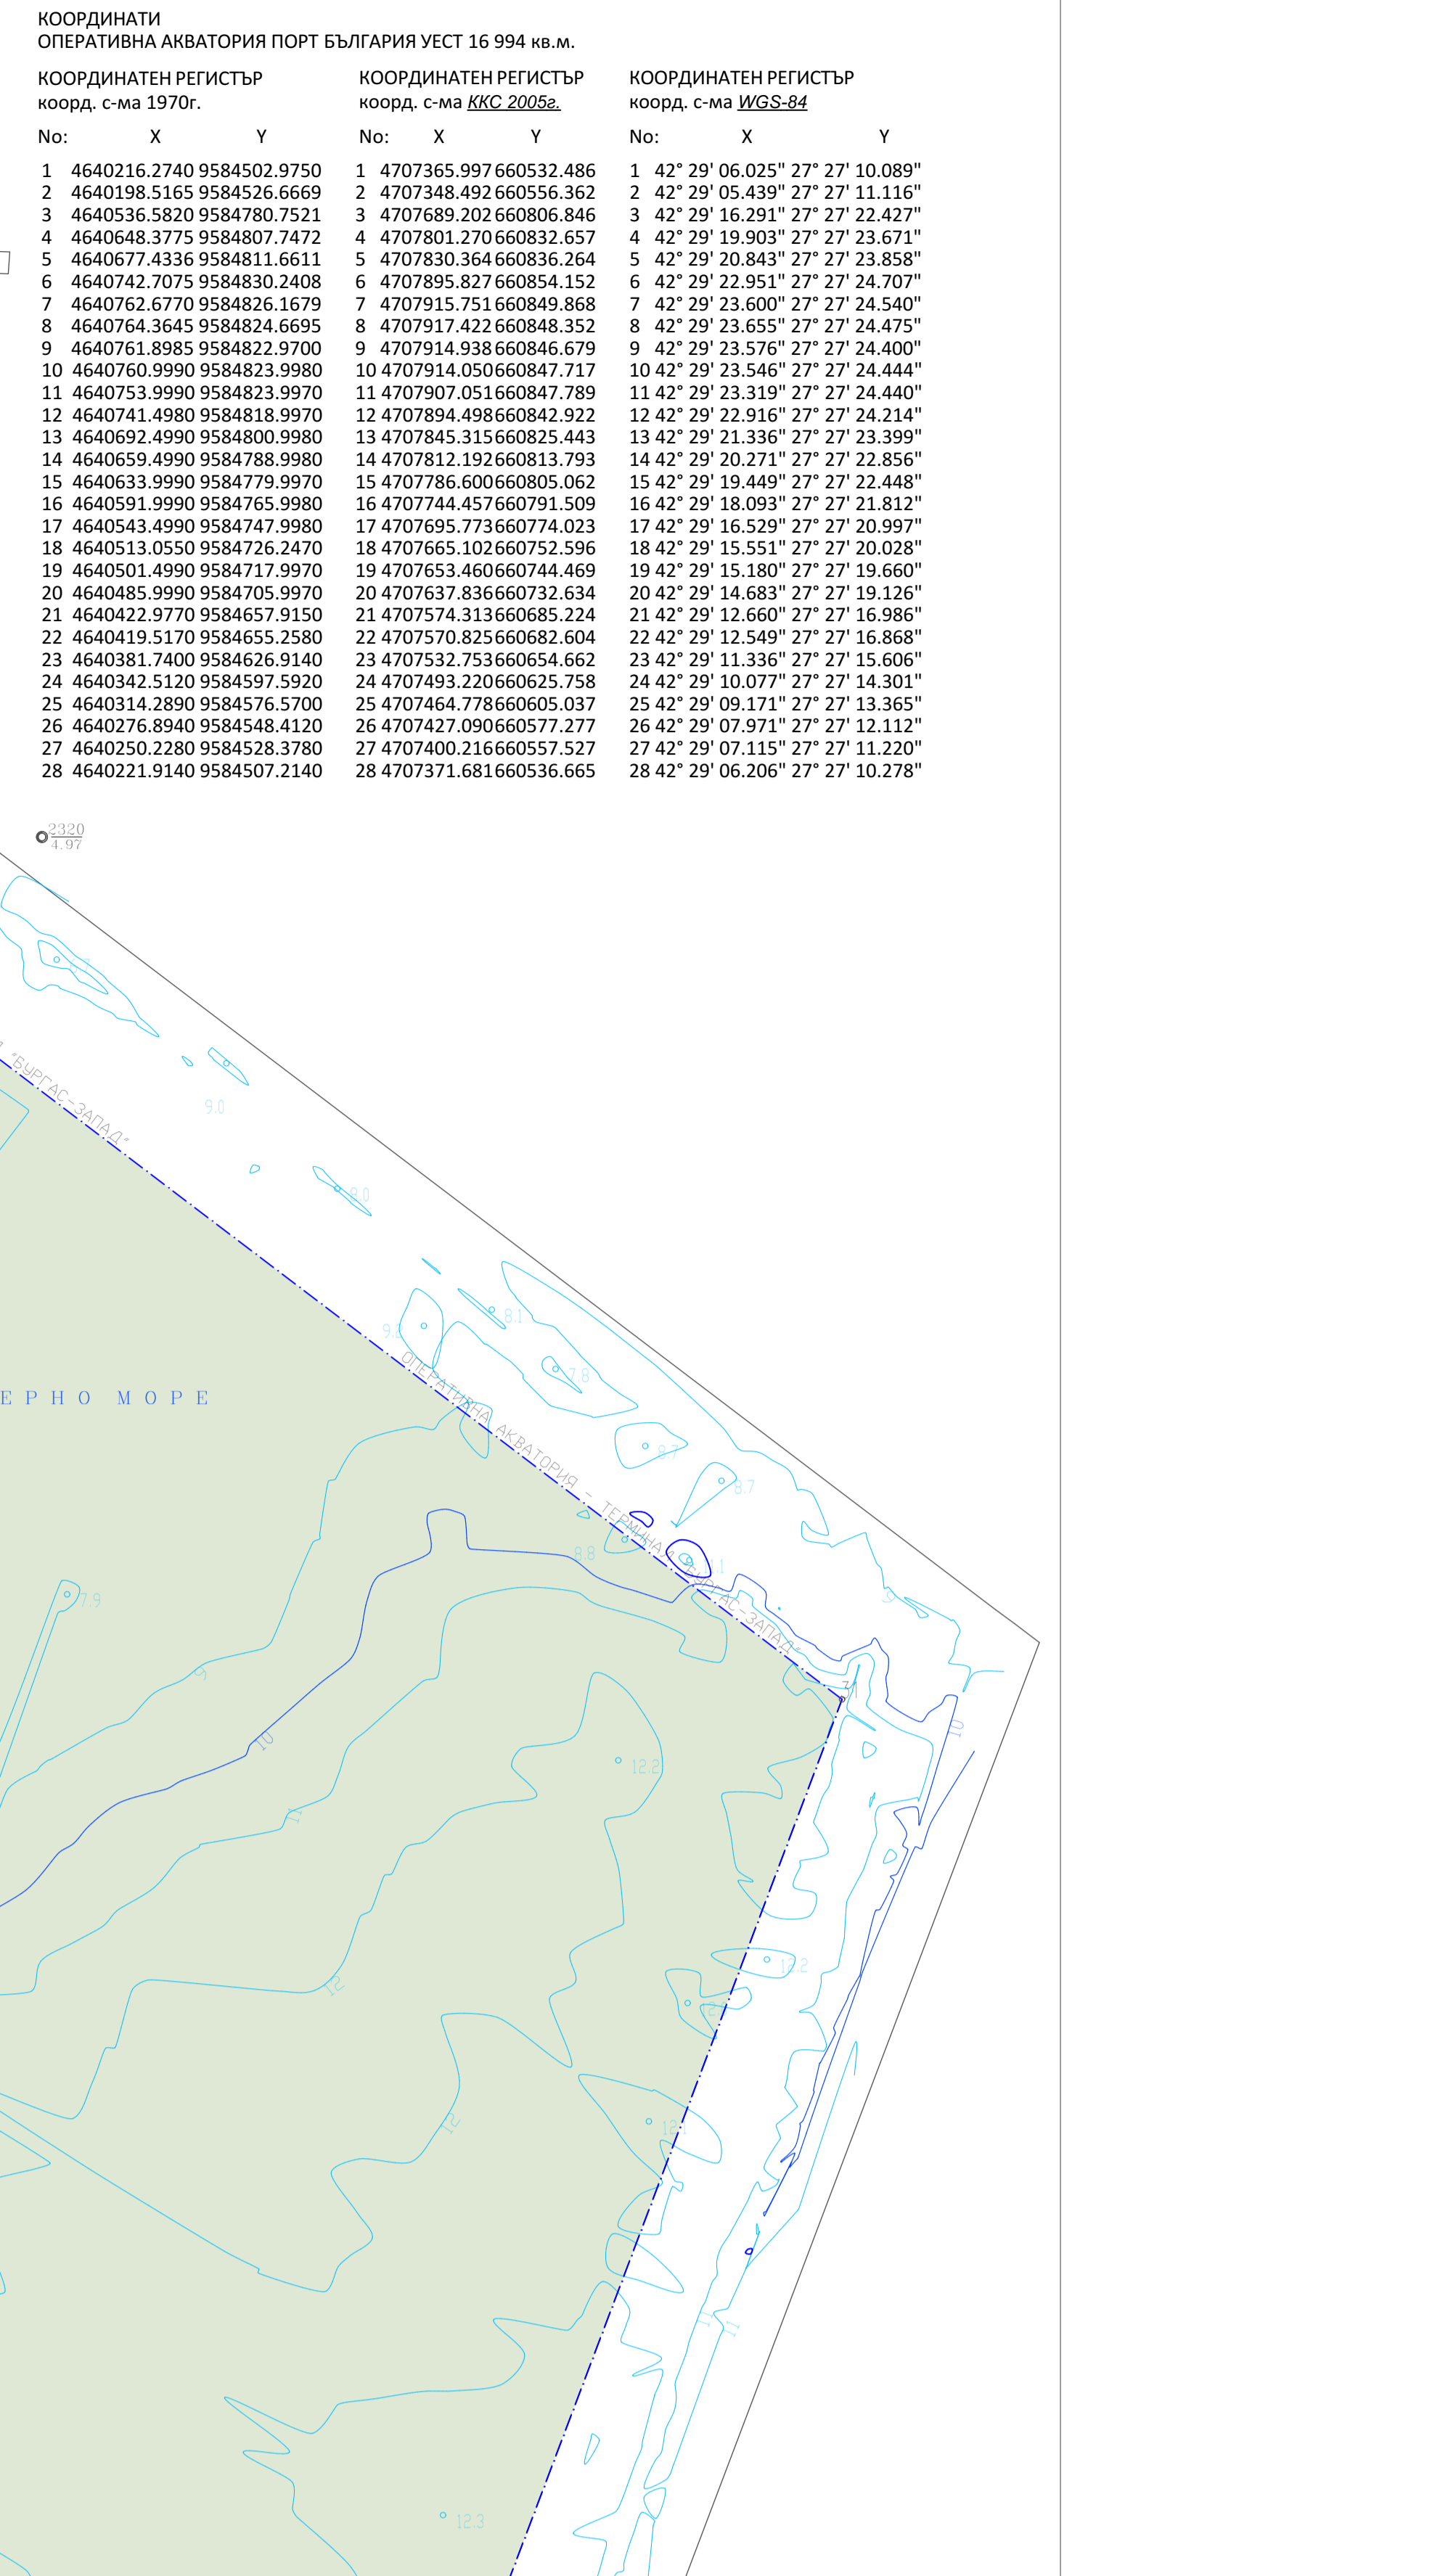 КООРДИНАТИ
ОПЕРАТИВНА АКВАТОРИЯ ПОРТ БЪЛГАРИЯ УЕСТ 16 994 кв.м.
КООРДИНАТЕН РЕГИСТЪР
коорд. с-ма 1970г.
No: X Y
1 4640216.2740 9584502.9750
2 4640198.5165 9584526.6669
3 4640536.5820 9584780.7521
4 4640648.3775 9584807.7472
5 4640677.4336 9584811.6611
6 4640742.7075 9584830.2408
7 4640762.6770 9584826.1679
8 4640764.3645 9584824.6695
9 4640761.8985 9584822.9700
10 4640760.9990 9584823.9980
11 4640753.9990 9584823.9970
12 4640741.4980 9584818.9970
13 4640692.4990 9584800.9980
14 4640659.4990 9584788.9980
15 4640633.9990 9584779.9970
16 4640591.9990 9584765.9980
17 4640543.4990 9584747.9980
18 4640513.0550 9584726.2470
19 4640501.4990 9584717.9970
20 4640485.9990 9584705.9970
21 4640422.9770 9584657.9150
22 4640419.5170 9584655.2580
23 4640381.7400 9584626.9140
24 4640342.5120 9584597.5920
25 4640314.2890 9584576.5700
26 4640276.8940 9584548.4120
27 4640250.2280 9584528.3780
28 4640221.9140 9584507.2140
КООРДИНАТЕН РЕГИСТЪР
коорд. с-ма ККС 2005г.
No: X Y
1 4707365.997 660532.486
2 4707348.492 660556.362
3 4707689.202 660806.846
4 4707801.270 660832.657
5 4707830.364 660836.264
6 4707895.827 660854.152
7 4707915.751 660849.868
8 4707917.422 660848.352
9 4707914.938 660846.679
10 4707914.050 660847.717
11 4707907.051 660847.789
12 4707894.498 660842.922
13 4707845.315 660825.443
14 4707812.192 660813.793
15 4707786.600 660805.062
16 4707744.457 660791.509
17 4707695.773 660774.023
18 4707665.102 660752.596
19 4707653.460 660744.469
20 4707637.836 660732.634
21 4707574.313 660685.224
22 4707570.825 660682.604
23 4707532.753 660654.662
24 4707493.220 660625.758
25 4707464.778 660605.037
26 4707427.090 660577.277
27 4707400.216 660557.527
28 4707371.681 660536.665
КООРДИНАТЕН РЕГИСТЪР
коорд. с-ма WGS-84
No: X Y
1 42° 29' 06.025" 27° 27' 10.089"
2 42° 29' 05.439" 27° 27' 11.116"
3 42° 29' 16.291" 27° 27' 22.427"
4 42° 29' 19.903" 27° 27' 23.671"
5 42° 29' 20.843" 27° 27' 23.858"
6 42° 29' 22.951" 27° 27' 24.707"
7 42° 29' 23.600" 27° 27' 24.540"
8 42° 29' 23.655" 27° 27' 24.475"
9 42° 29' 23.576" 27° 27' 24.400"
10 42° 29' 23.546" 27° 27' 24.444"
11 42° 29' 23.319" 27° 27' 24.440"
12 42° 29' 22.916" 27° 27' 24.214"
13 42° 29' 21.336" 27° 27' 23.399"
14 42° 29' 20.271" 27° 27' 22.856"
15 42° 29' 19.449" 27° 27' 22.448"
16 42° 29' 18.093" 27° 27' 21.812"
17 42° 29' 16.529" 27° 27' 20.997"
18 42° 29' 15.551" 27° 27' 20.028"
19 42° 29' 15.180" 27° 27' 19.660"
20 42° 29' 14.683" 27° 27' 19.126"
21 42° 29' 12.660" 27° 27' 16.986"
22 42° 29' 12.549" 27° 27' 16.868"
23 42° 29' 11.336" 27° 27' 15.606"
24 42° 29' 10.077" 27° 27' 14.301"
25 42° 29' 09.171" 27° 27' 13.365"
26 42° 29' 07.971" 27° 27' 12.112"
27 42° 29' 07.115" 27° 27' 11.220"
28 42° 29' 06.206" 27° 27' 10.278"
2320
4.97
"БУРГАС-ЗАПАД"
9.0
8.0
8.1
7.8
ОПЕРАТИВНА АКВАТОРИЯ - ТЕРМИНАЛ "БУРГАС-ЗАПАД"
ЕРНО МОРЕ
8.7
8.7
8.8
7.9
9
9
31
10
10
12.2
11
12.2
12
12
11
11
12.3